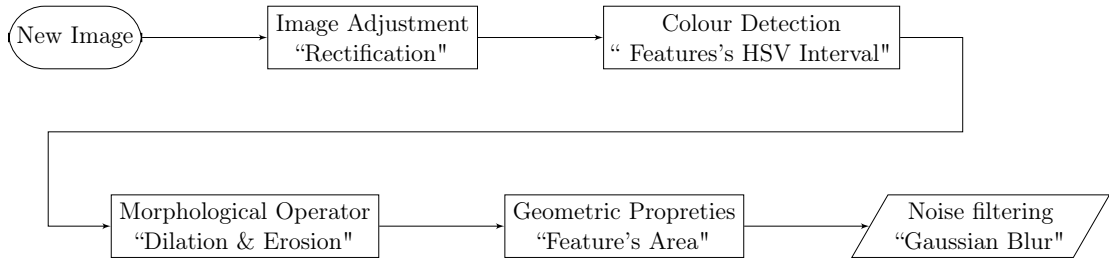 New Image
Image Adjustment
“Rectification"
Colour Detection
“ Features's HSV Interval"
Morphological Operator
“Dilation & Erosion"
Geometric Propreties
“Feature's Area"
Noise filtering
“Gaussian Blur"